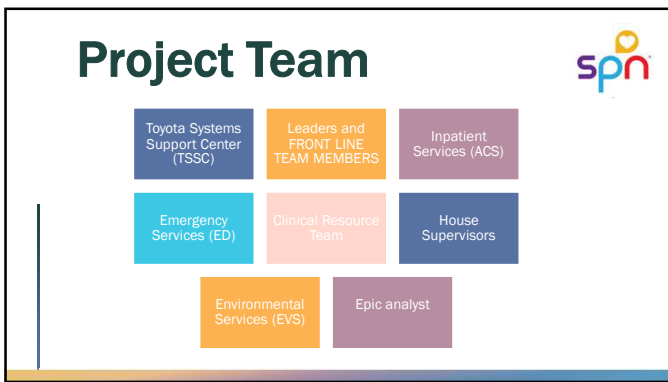 Project Team
spn
Toyota Systems
Support Center
(TSSC)
Leaders and
FRONT LINE
TEAM MEMBERS
Inpatient
Services (ACS)
Emergency
Services (ED)
Clinical Resource
Team
House
Supervisors
Environmental
Services (EVS)
Epic analyst